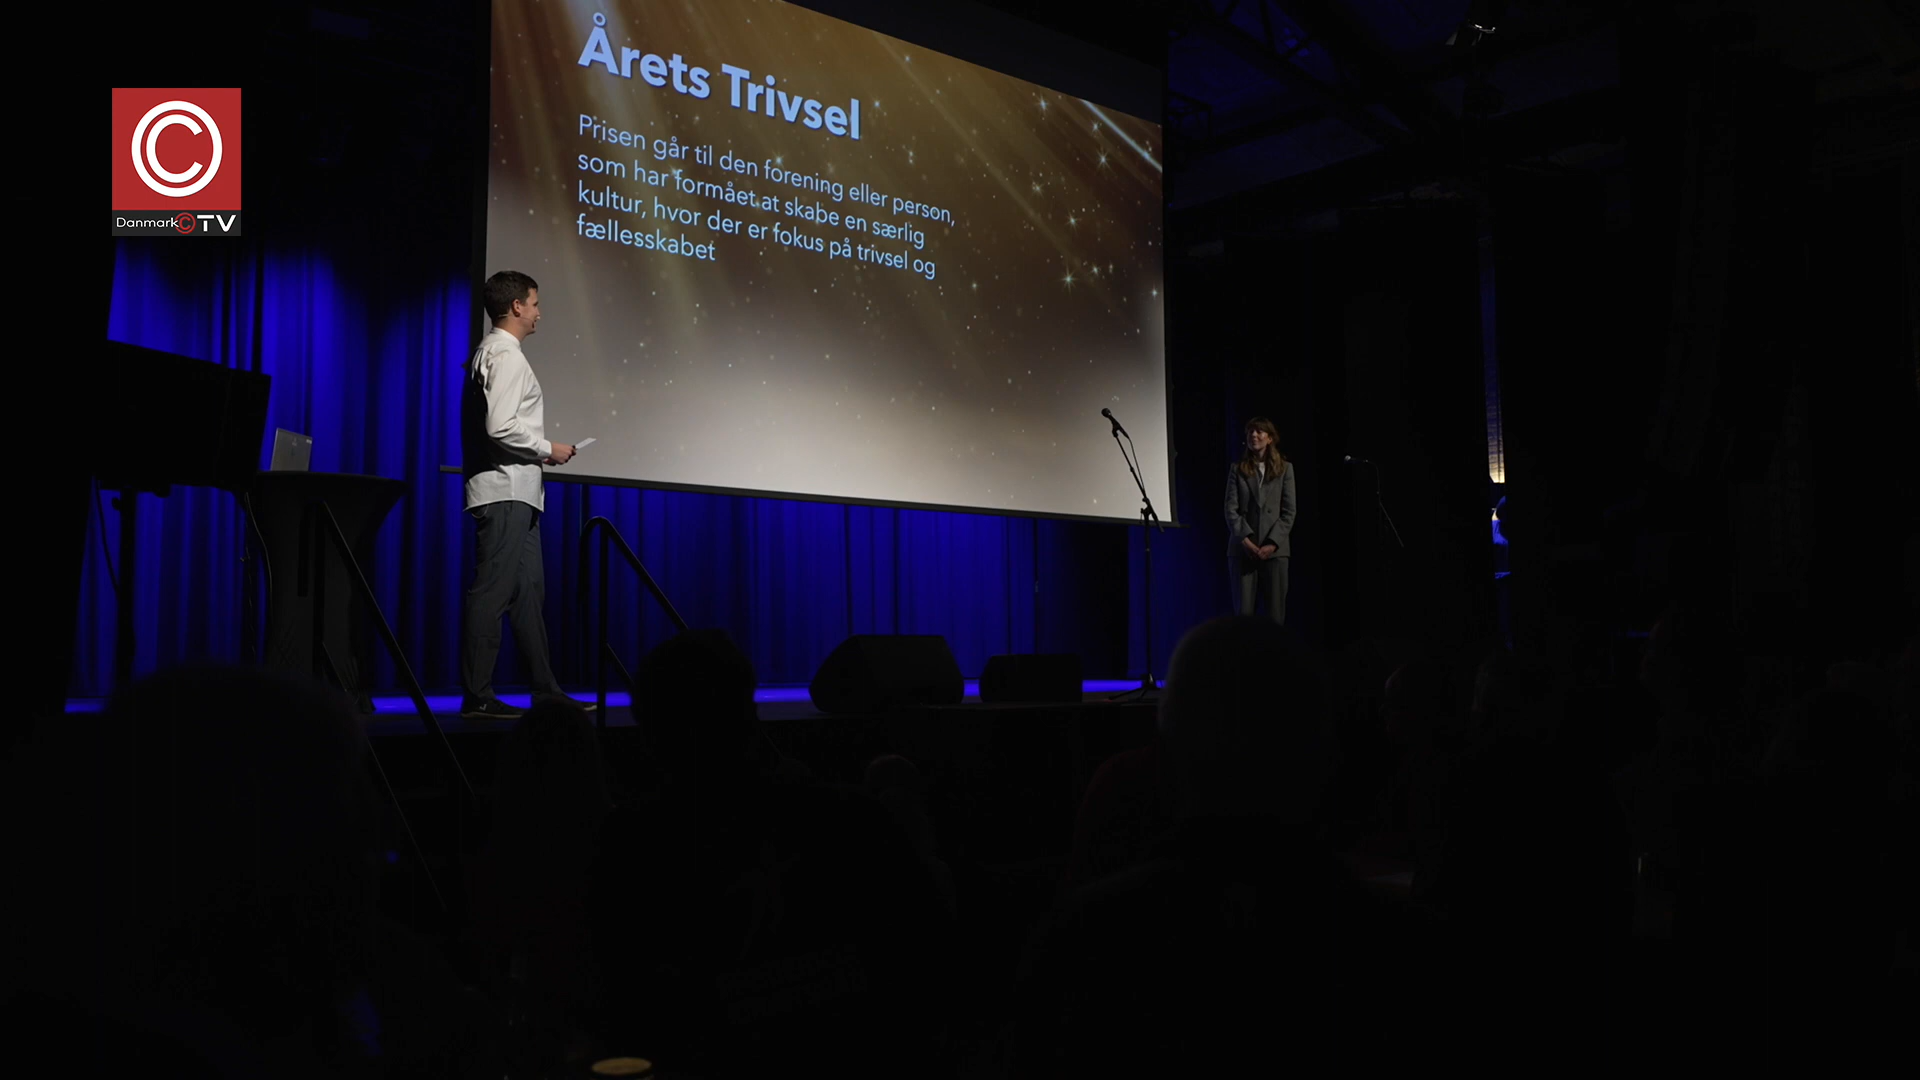 Årets Trivsel
Prisen går til den forening eller person,
som har formået at skabe en særlig
kultur, hvor der er fokus på trivsel og
fællesskabet
C
Danmark C TV